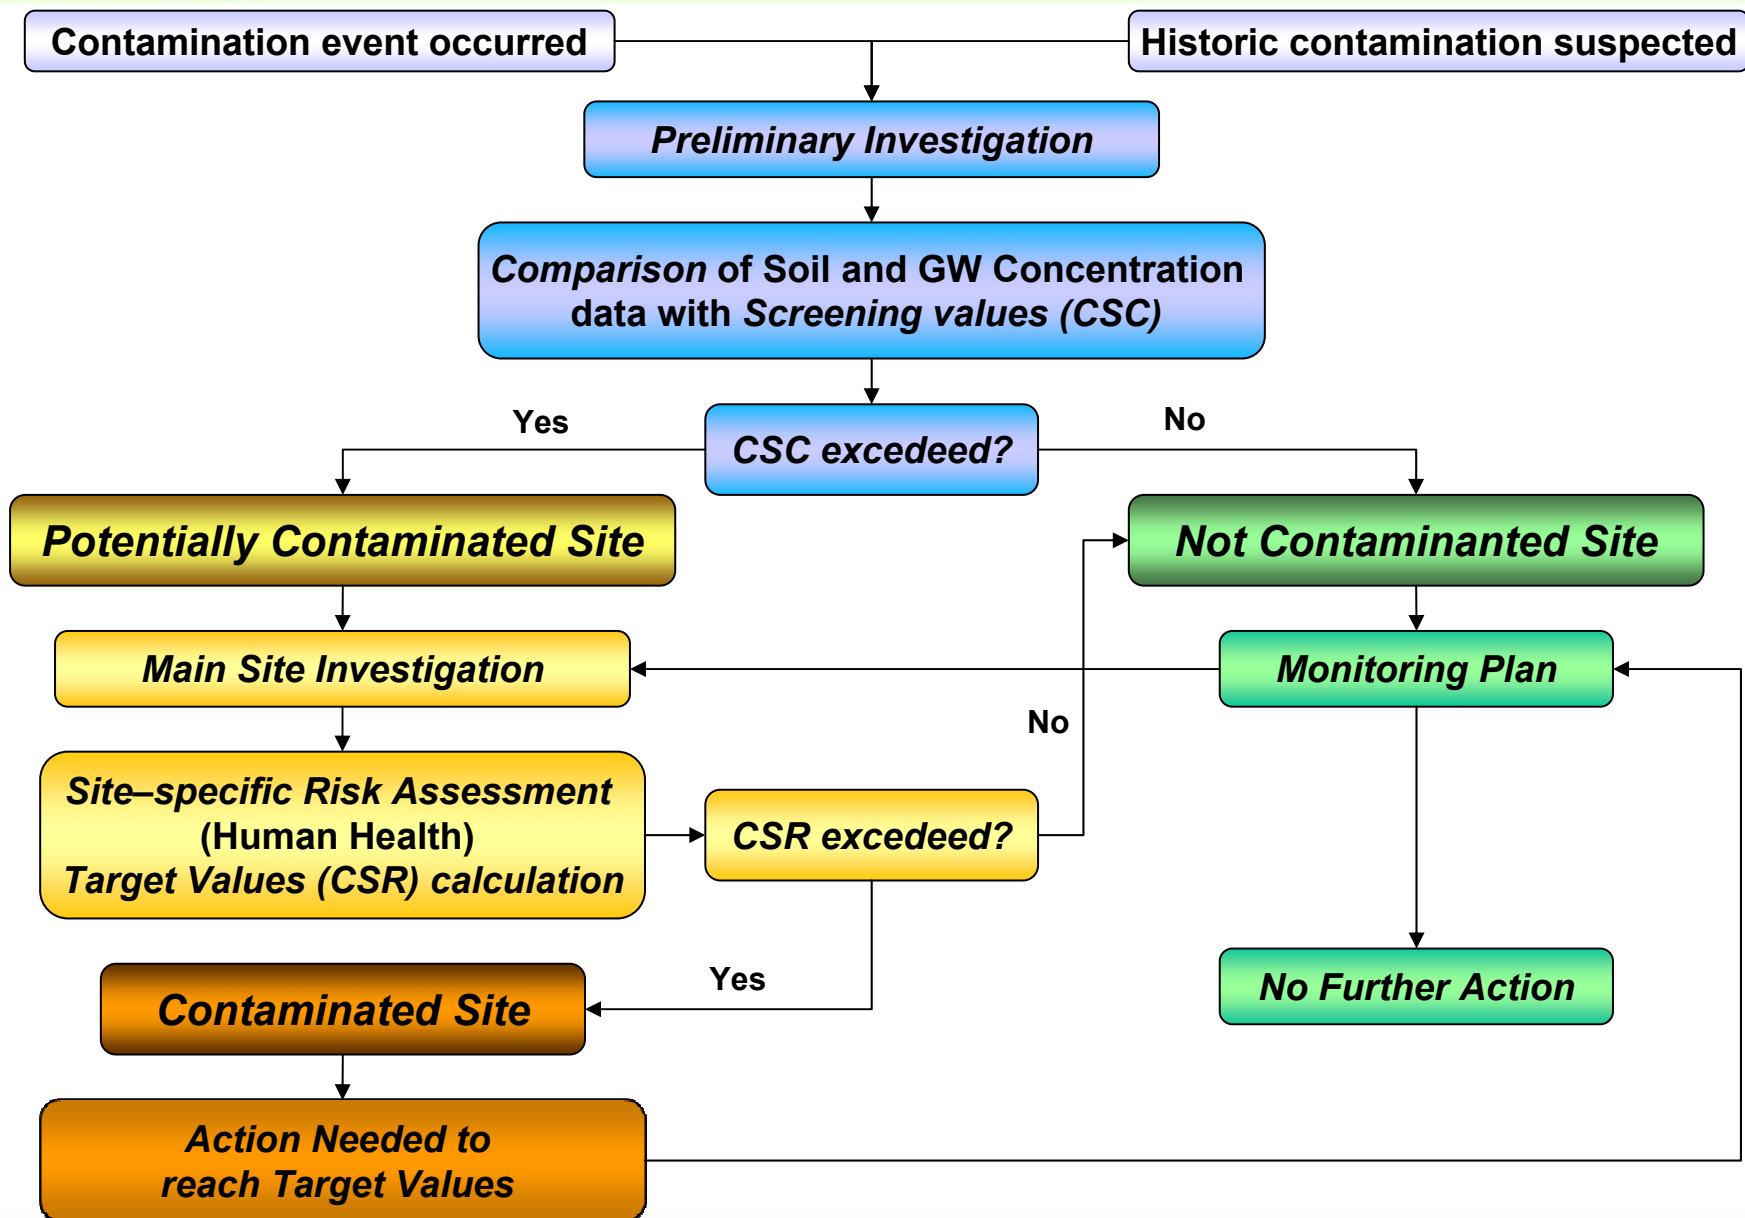 Contamination event occurred
Historic contamination suspected
Preliminary Investigation
Comparison of Soil and GW Concentration
data with Screening values (CSC)
Yes
CSC excedeed?
No
Potentially Contaminated Site
Not Contaminanted Site
Main Site Investigation
Monitoring Plan
No
Site–specific Risk Assessment
(Human Health)
Target Values (CSR) calculation
CSR excedeed?
Yes
Contaminated Site
No Further Action
Action Needed to
reach Target Values